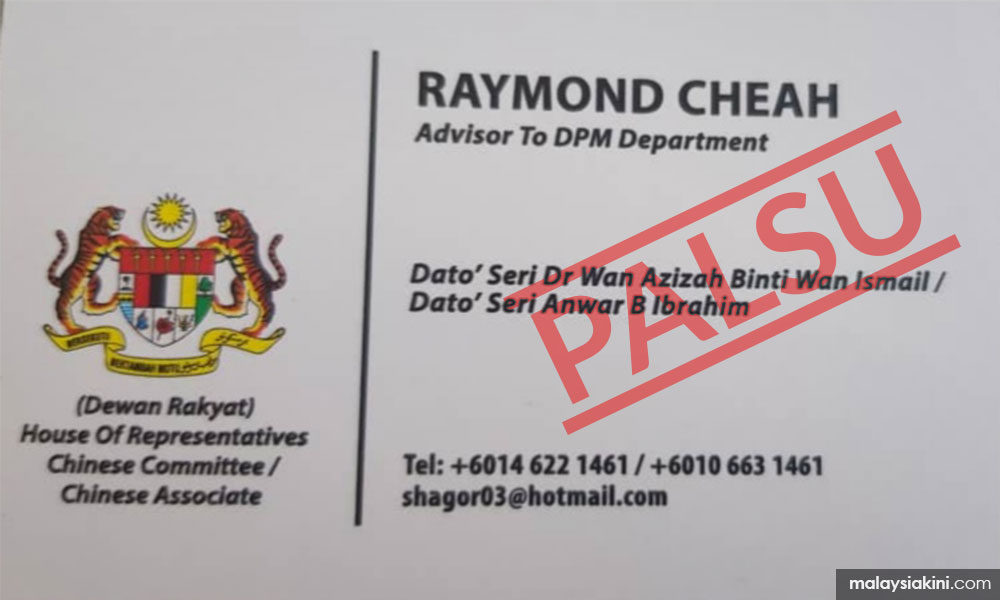 RAYMOND CHEAH
Advisor To DPM Department
Dato' Seri Dr Wan Azizah Binti Wan Ismail /
Dato' Seri Anwar B Ibrahim
PALSU
(Dewan Rakyat)
House Of Representatives
Chinese Committee /
Chinese Associate
Tel: +6014 622 1461 / +6010 663 1461
shagor03@hotmail.com
malaysiakini.com